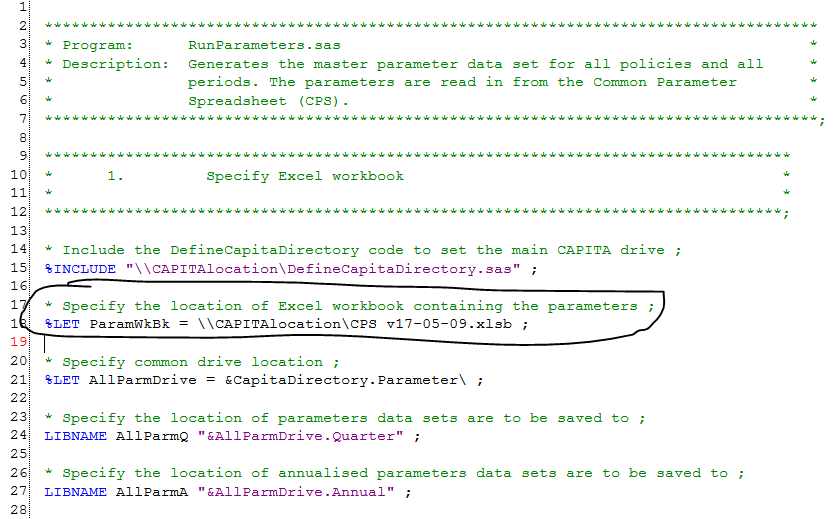 1
2 **************************************************************************************
3 * Program:      RunParameters.sas                                                    *
4 * Description:  Generates the master parameter data set for all policies and all     *
5 *               periods. The parameters are read in from the Common Parameter        *
6 *               Spreadsheet (CPS).                                                   *
7 **************************************************************************************;
8
9 ***********************************************************************************
10 *      1.         Specify Excel workbook                                          *
11 *                                                                                 *
12 **********************************************************************************;
13
14 * Include the DefineCapitaDirectory code to set the main CAPITA drive ;
15 %INCLUDE "\\CAPITAlocation\DefineCapitaDirectory.sas" ;
16
17 * Specify the location of Excel workbook containing the parameters ;
18 %LET ParamWkBk = \\CAPITAlocation\CPS v17-05-09.xlsb ;
19
20 * Specify common drive location ;
21 %LET AllParmDrive = &CapitaDirectory.Parameter\ ;
22
23 * Specify the location of parameters data sets are to be saved to ;
24 LIBNAME AllParmQ "&AllParmDrive.Quarter" ;
25
26 * Specify the location of annualised parameters data sets are to be saved to ;
27 LIBNAME AllParmA "&AllParmDrive.Annual" ;
28